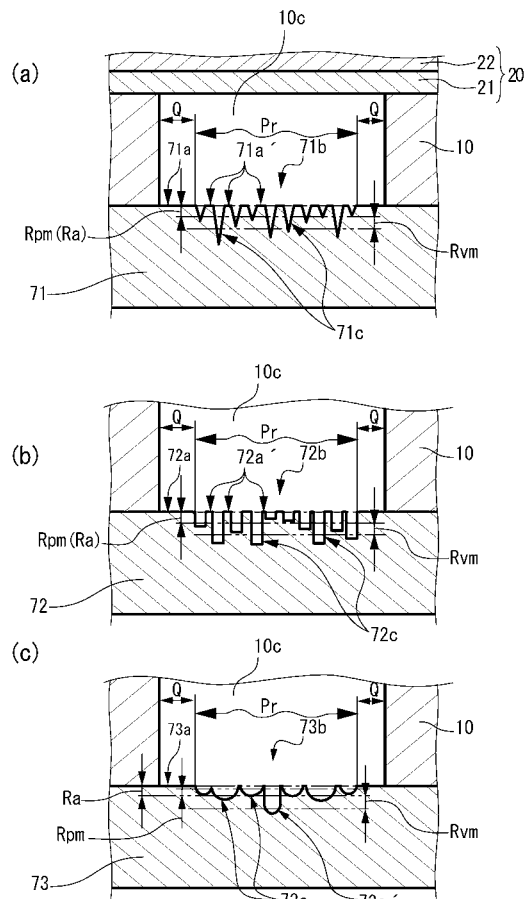 10c
(a)
22
21
20
Q
Pr
Q
71a
71a´
71b
10
Rpm(Ra)
Rvm
71
71c
10c
(b)
Q
Pr
Q
72a
72a´
72b
10
Rpm(Ra)
Rvm
72
72c
(c)
10c
Q
Pr
Q
73a
73b
10
Ra
Rpm
Rvm
73